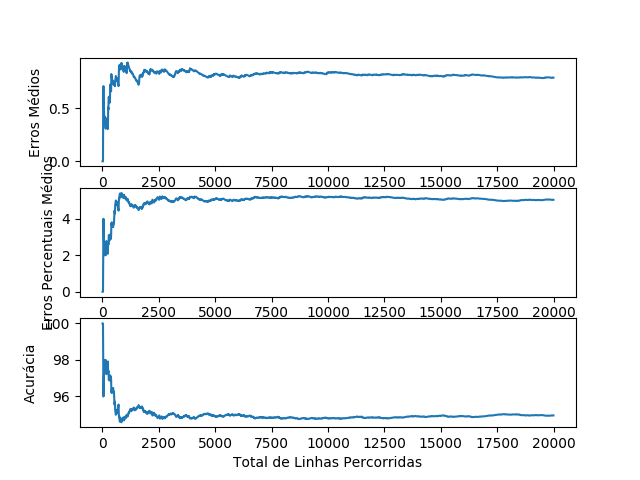 Erros Médios
0.5
0.0
0 2500 5000 7500 10000 12500 15000 17500 20000
Erros Percentuais Médios
4
2
0
0 2500 5000 7500 10000 12500 15000 17500 20000
Acurácia
100
98
96
0 2500 5000 7500 10000 12500 15000 17500 20000
Total de Linhas Percorridas